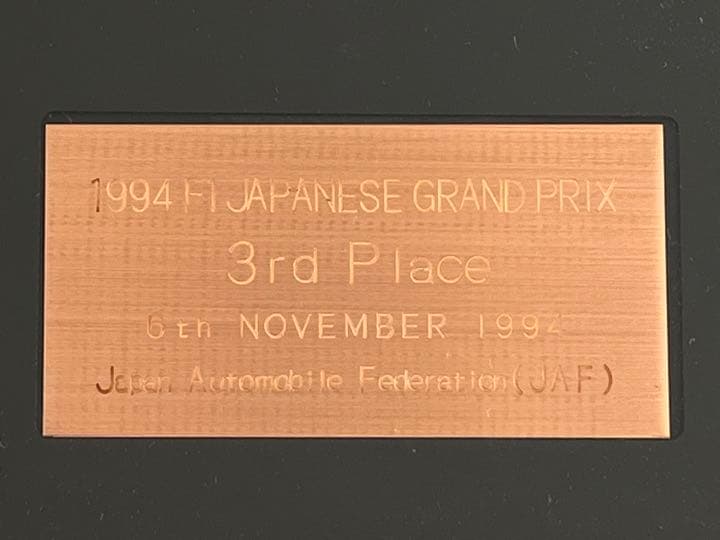 1994 F1 JAPANESE GRAND PRIX
3rd Place
6th NOVEMBER 1994
Japan Automobile Federation(JAF)